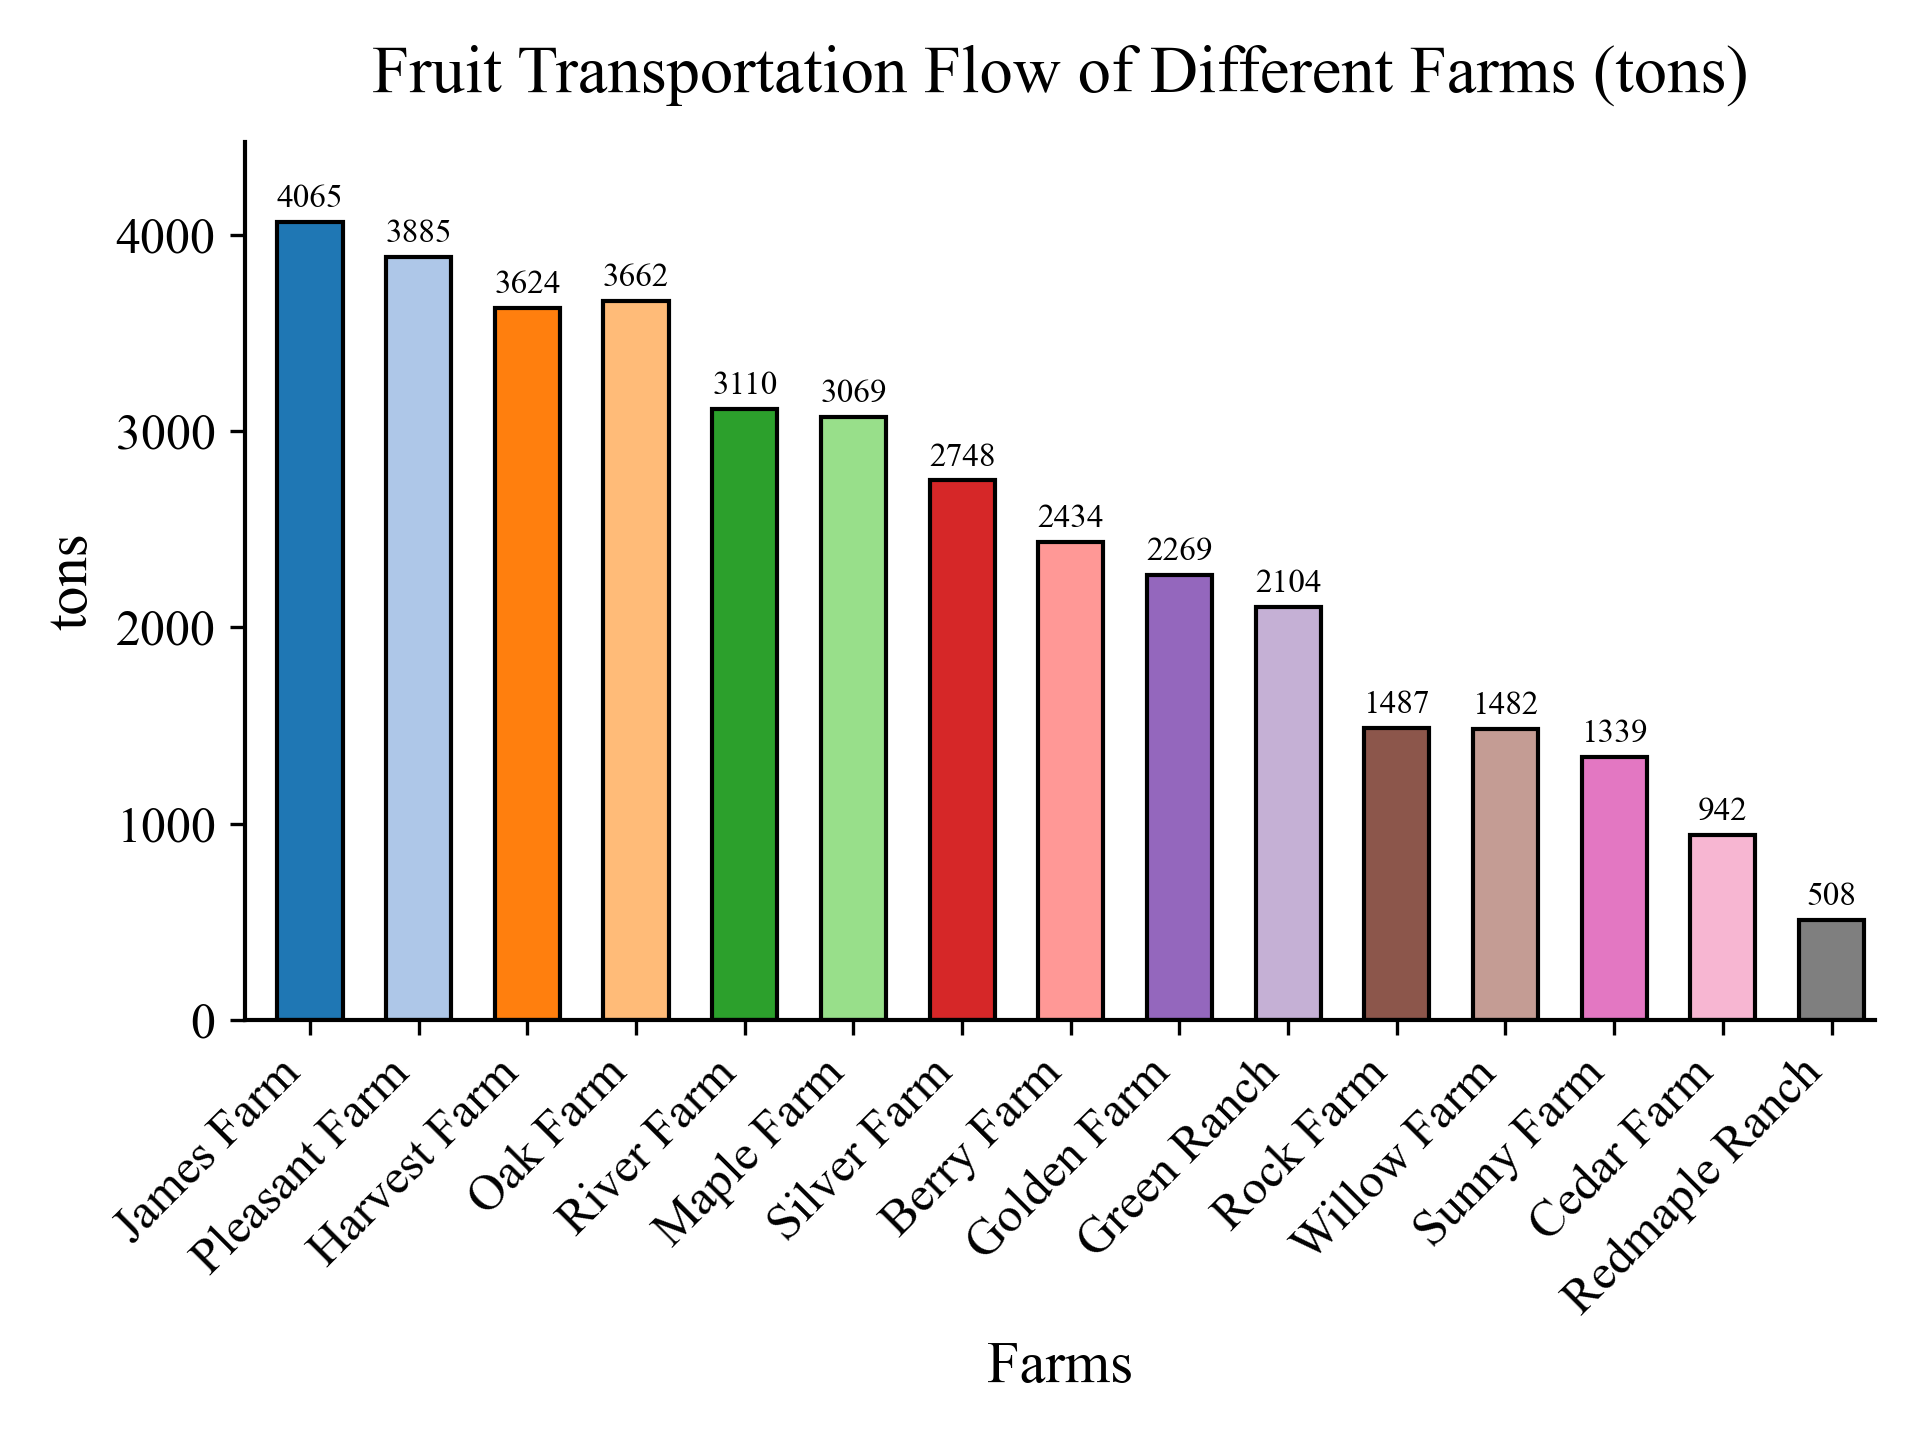 Fruit Transportation Flow of Different Farms (tons)
4065
3885
3624
3662
3110
3069
2748
2434
2269
2104
1487
1482
1339
942
508
4000
3000
2000
1000
0
tons
James Farm
Pleasant Farm
Harvest Farm
Oak Farm
River Farm
Maple Farm
Silver Farm
Berry Farm
Golden Farm
Green Ranch
Rock Farm
Willow Farm
Sunny Farm
Cedar Farm
Redmaple Ranch
Farms